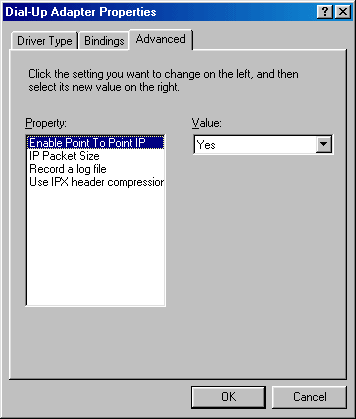 Dial-Up Adapter Properties
Driver Type Bindings Advanced
Click the setting you want to change on the left, and then
select its new value on the right.
Property: Value:
Enable Point To Point IP Yes
IP Packet Size
Record a log file
Use IPX header compression
OK Cancel